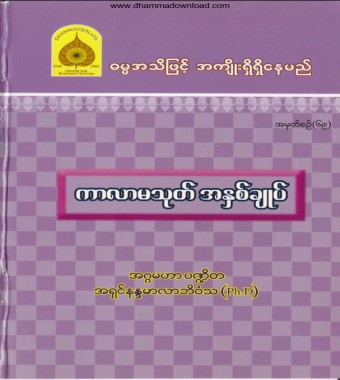 www.dhammadownload.com
DHAMMAVIJJALAYA
ဓမ္မအသိဖြင့် အကျိုးရှိရှိနေမည်
အမှတ်စဉ်(၆၉)
ကာလာမသုတ် အနှစ်ချုပ်
အဂ္ဂမဟာ ပဏ္ဍိတ
အရှင်နန္ဒမာလာဘိဝံသ (Ph.D)